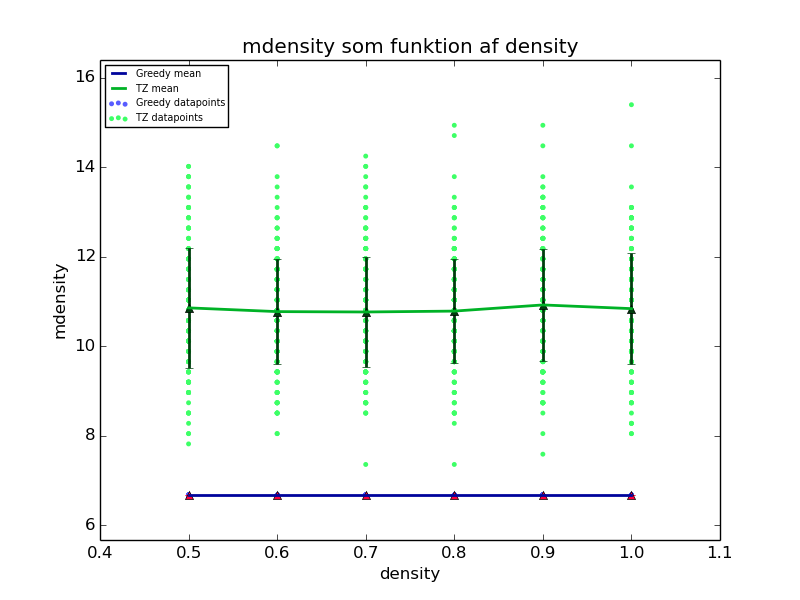 mdensity som funktion af density
Greedy mean
TZ mean
Greedy datapoints
TZ datapoints
16
14
12
10
8
6
mdensity
0.4 0.5 0.6 0.7 0.8 0.9 1.0 1.1
density